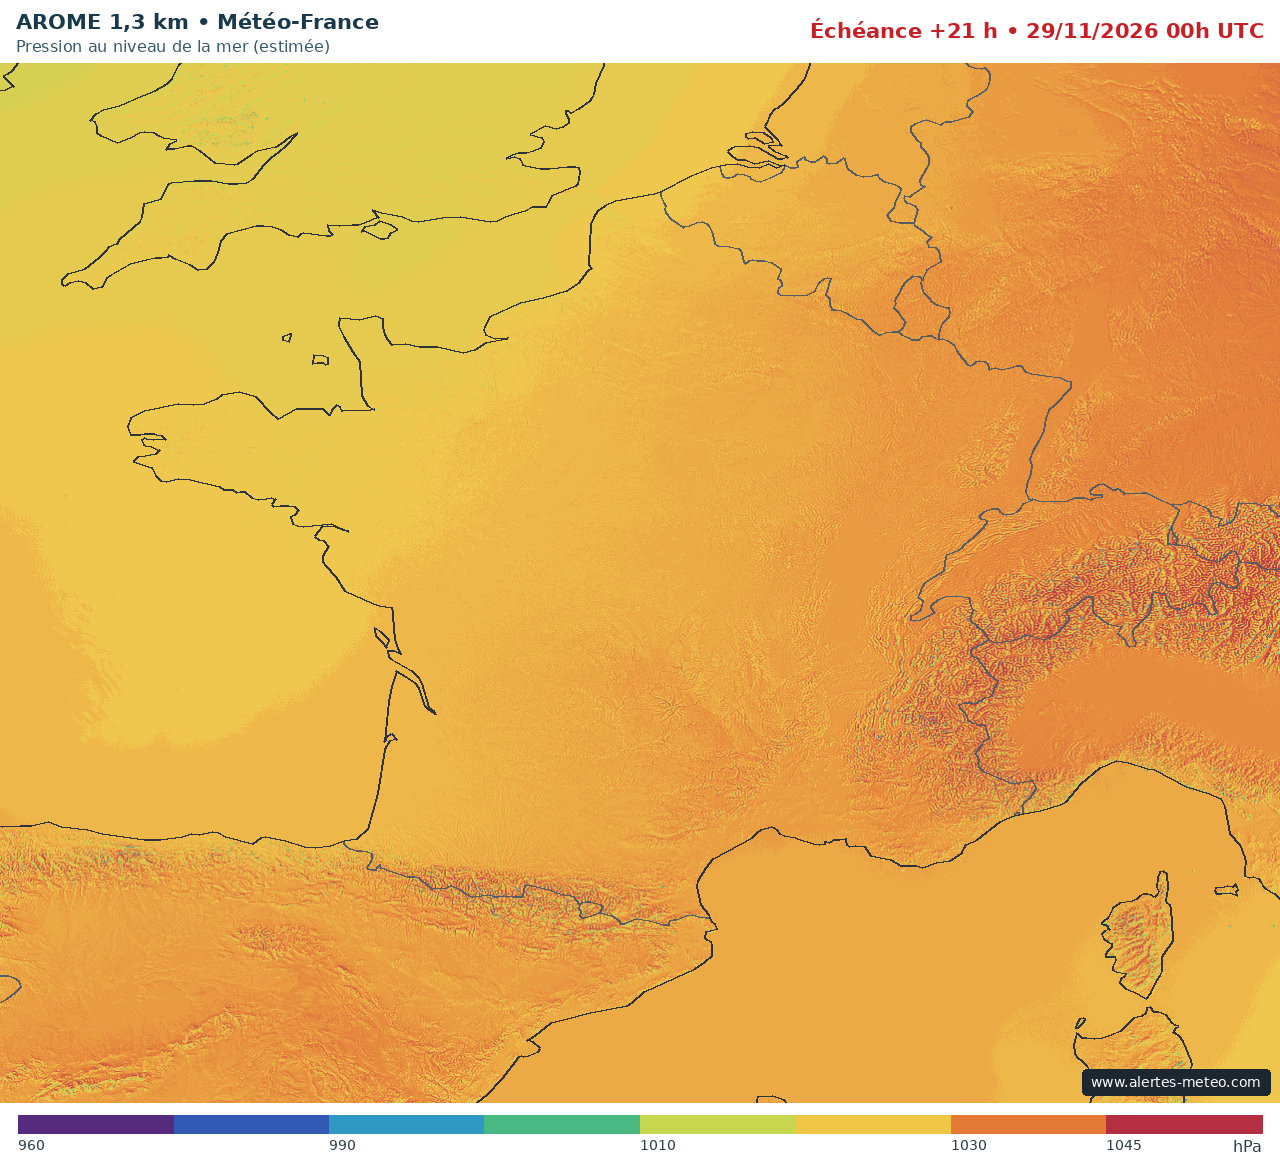 AROME 1,3 km • Météo-France
Pression au niveau de la mer (estimée)
Échéance +21 h • 29/11/2026 00h UTC
www.alertes-meteo.com
960 990 1010 1030 1045 hPa